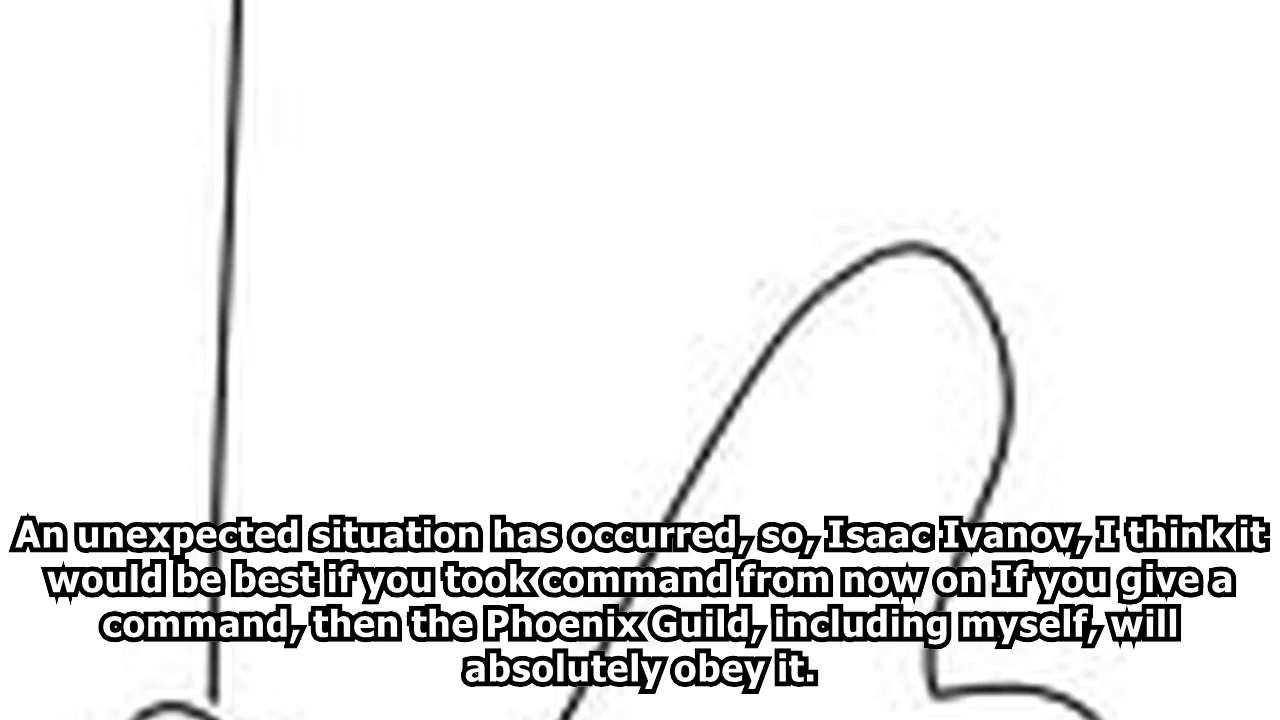 An unexpected situation has occurred, so, Isaac Ivanov, I think it
would be best if you took command from now on If you give a
command, then the Phoenix Guild, including myself, will
absolutely obey it.